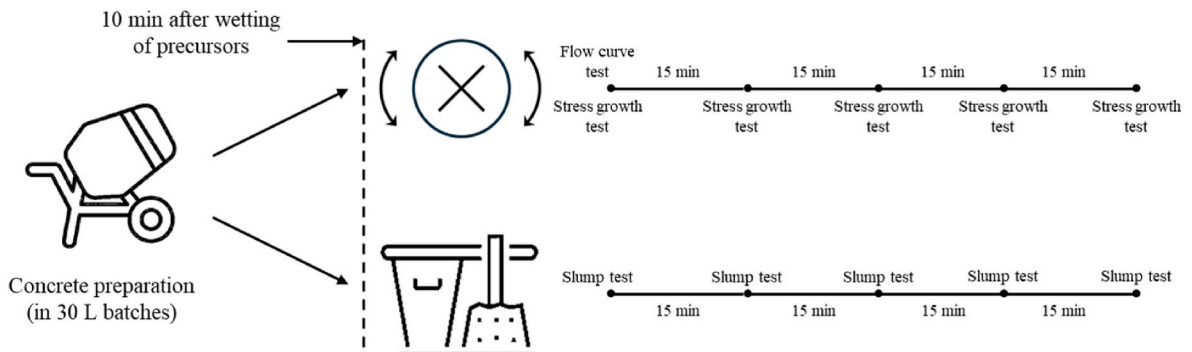 10 min after wetting
of precursors
Concrete preparation
(in 30 L batches)
Flow curve
test
15 min 15 min 15 min 15 min
Stress growth Stress growth Stress growth Stress growth Stress growth
test test test test test
Slump test Slump test Slump test Slump test Slump test
15 min 15 min 15 min 15 min